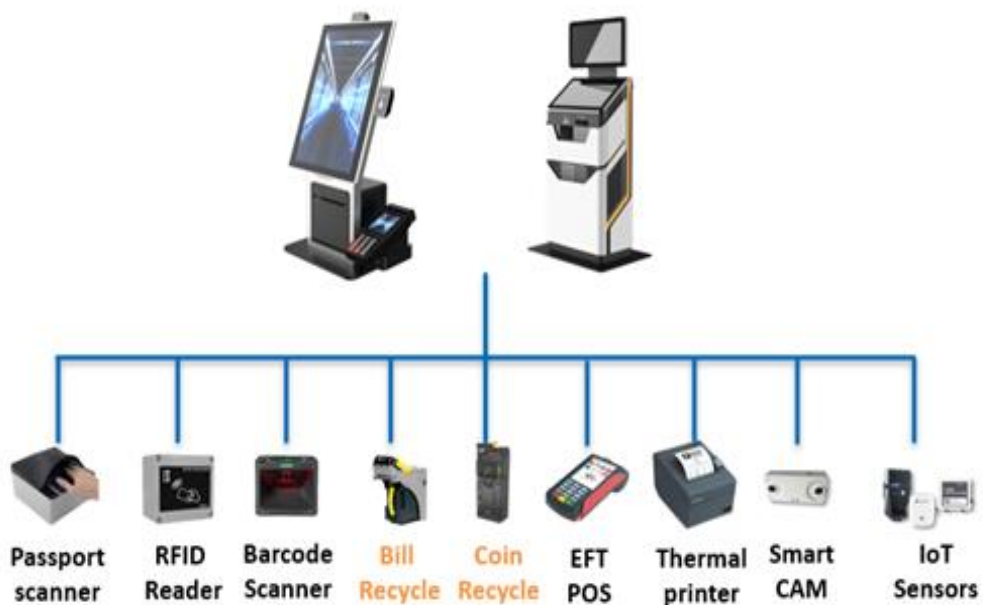 Passport
scanner
RFID
Reader
Barcode
Scanner
Bill
Recycle
Coin
Recycle
EFT
POS
Thermal
printer
Smart
CAM
IoT
Sensors